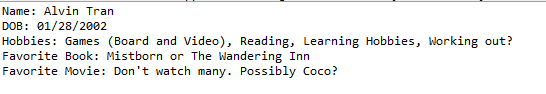 Name: Alvin Tran
DOB: 01/28/2002
Hobbies: Games (Board and Video), Reading, Learning Hobbies, Working out?
Favorite Book: Mistborn or The Wandering Inn
Favorite Movie: Don't watch many. Possibly Coco?